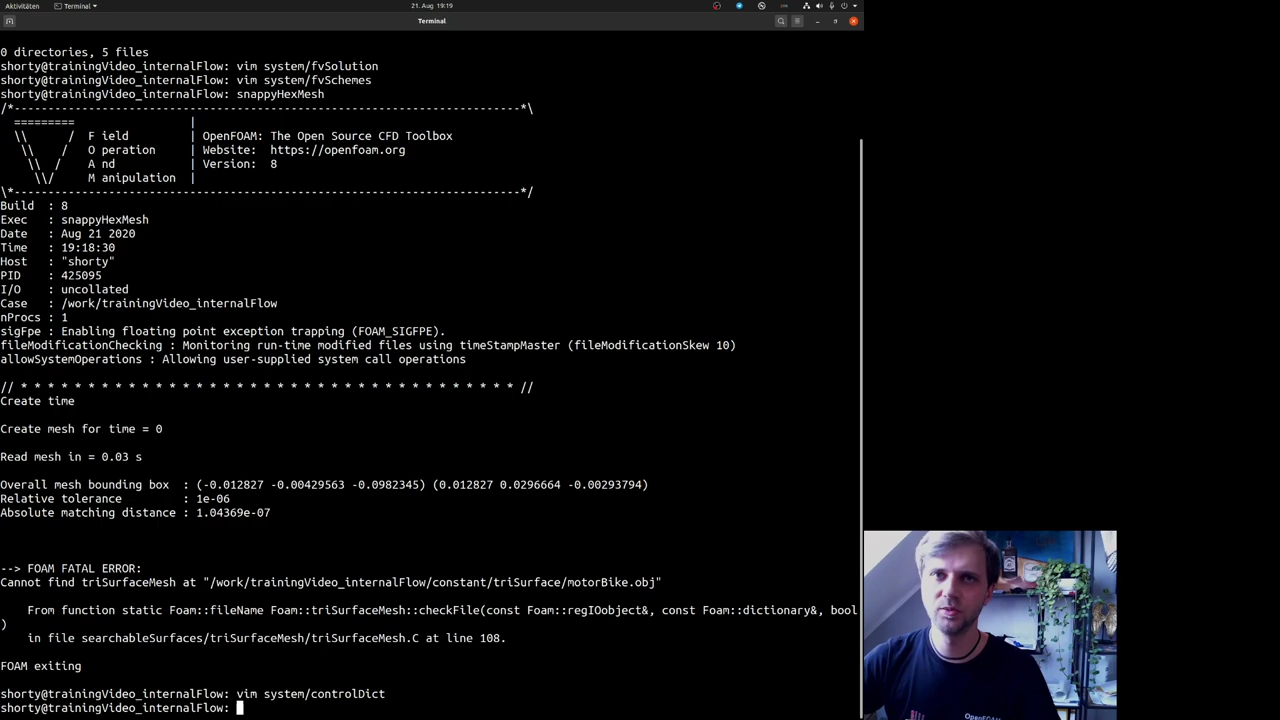 Aktivitäten
Terminal
21. Aug 19:19
Terminal
0 directories, 5 files
shorty@trainingVideo_internalFlow: vim system/fvSolution
shorty@trainingVideo_internalFlow: vim system/fvSchemes
shorty@trainingVideo_internalFlow: snappyHexMesh
/*---------------------------------------------------------------------------*\
  =========                 |
  \\      /  F ield         | OpenFOAM: The Open Source CFD Toolbox
   \\    /   O peration     | Website:  https://openfoam.org
    \\  /    A nd           | Version:  8
     \\/     M anipulation  |
\*---------------------------------------------------------------------------*/
Build  : 8
Exec   : snappyHexMesh
Date   : Aug 21 2020
Time   : 19:18:30
Host   : "shorty"
PID    : 425095
I/O    : uncollated
Case   : /work/trainingVideo_internalFlow
nProcs : 1
sigFpe : Enabling floating point exception trapping (FOAM_SIGFPE).
fileModificationChecking : Monitoring run-time modified files using timeStampMaster (fileModificationSkew 10)
allowSystemOperations : Allowing user-supplied system call operations
// * * * * * * * * * * * * * * * * * * * * * * * * * * * * * * * * * * * * * //
Create time
Create mesh for time = 0
Read mesh in = 0.03 s
Overall mesh bounding box  : (-0.012827 -0.00429563 -0.0982345) (0.012827 0.0296664 -0.00293794)
Relative tolerance         : 1e-06
Absolute matching distance : 1.04369e-07
--> FOAM FATAL ERROR:
Cannot find triSurfaceMesh at "/work/trainingVideo_internalFlow/constant/triSurface/motorBike.obj"
    From function static Foam::fileName Foam::triSurfaceMesh::checkFile(const Foam::regIOobject&, const Foam::dictionary&, bool
)
    in file searchableSurfaces/triSurfaceMesh/triSurfaceMesh.C at line 108.
FOAM exiting
shorty@trainingVideo_internalFlow: vim system/controlDict
shorty@trainingVideo_internalFlow:
OpenFOAM